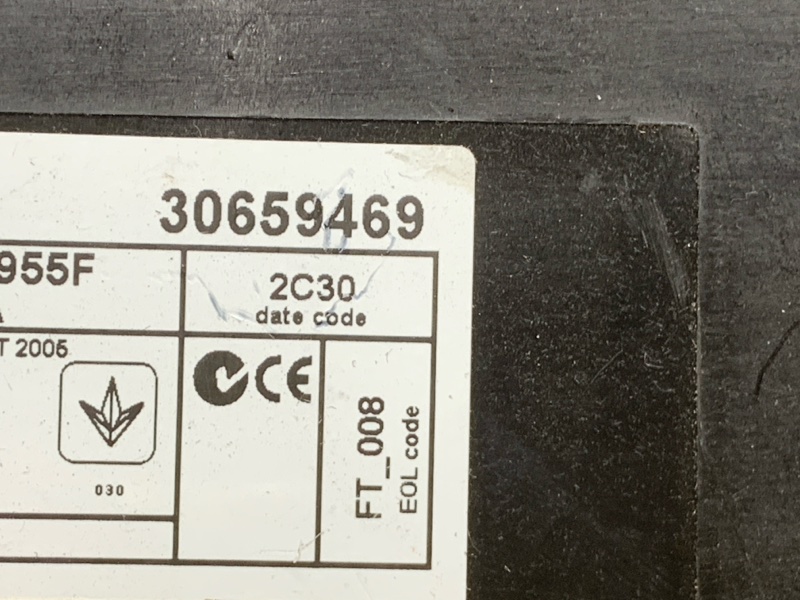 30659469
955F
2C30
date code
A
T 2005
CE
FT_008
EOL code
030